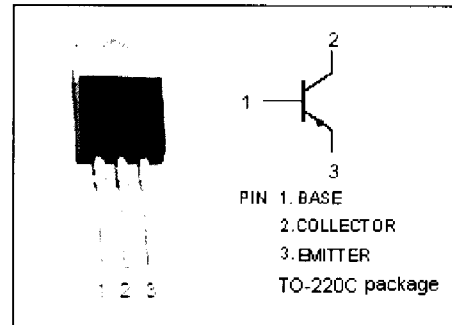 2
1
3
PIN 1. BASE
2. COLLECTOR
3. EMITTER
TO-220C package
1 2 3